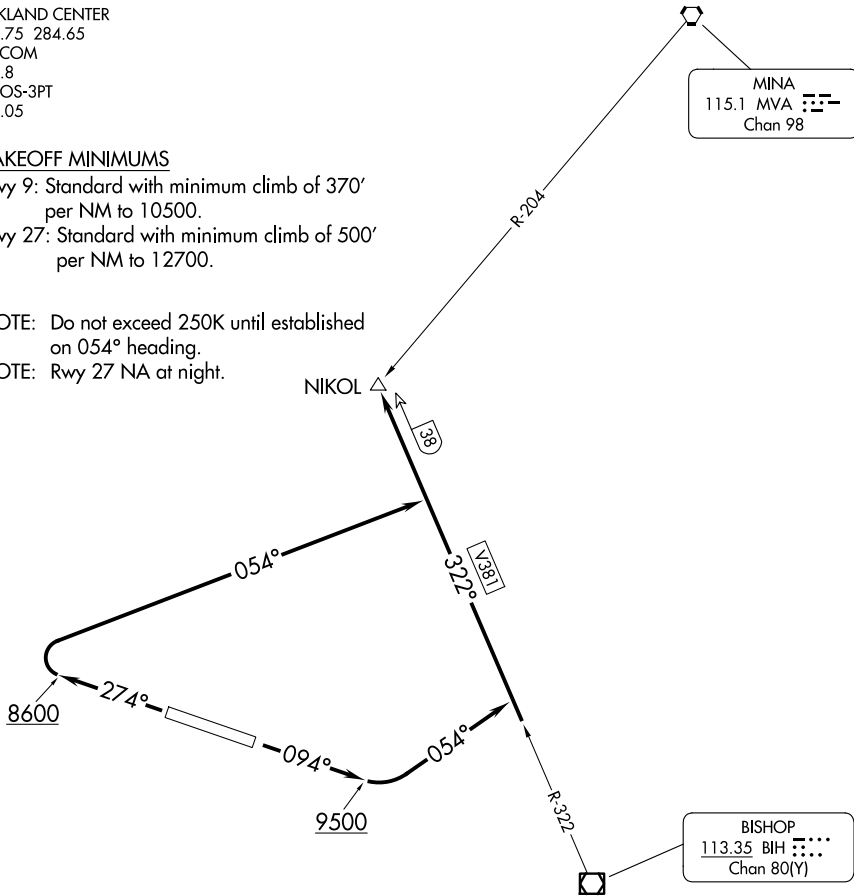 KLAND CENTER
.75 284.65
COM
.8
OS-3PT
.05
AKEOFF MINIMUMS
wy 9: Standard with minimum climb of 370'
per NM to 10500.
wy 27: Standard with minimum climb of 500'
per NM to 12700.
OTE: Do not exceed 250K until established
on 054° heading.
OTE: Rwy 27 NA at night.
MINA
115.1 MVA
Chan 98
R-204
NIKOL
38
054°
V381
322°
8600
274°
094°
054°
9500
R-322
BISHOP
113.35 BIH
Chan 80(Y)